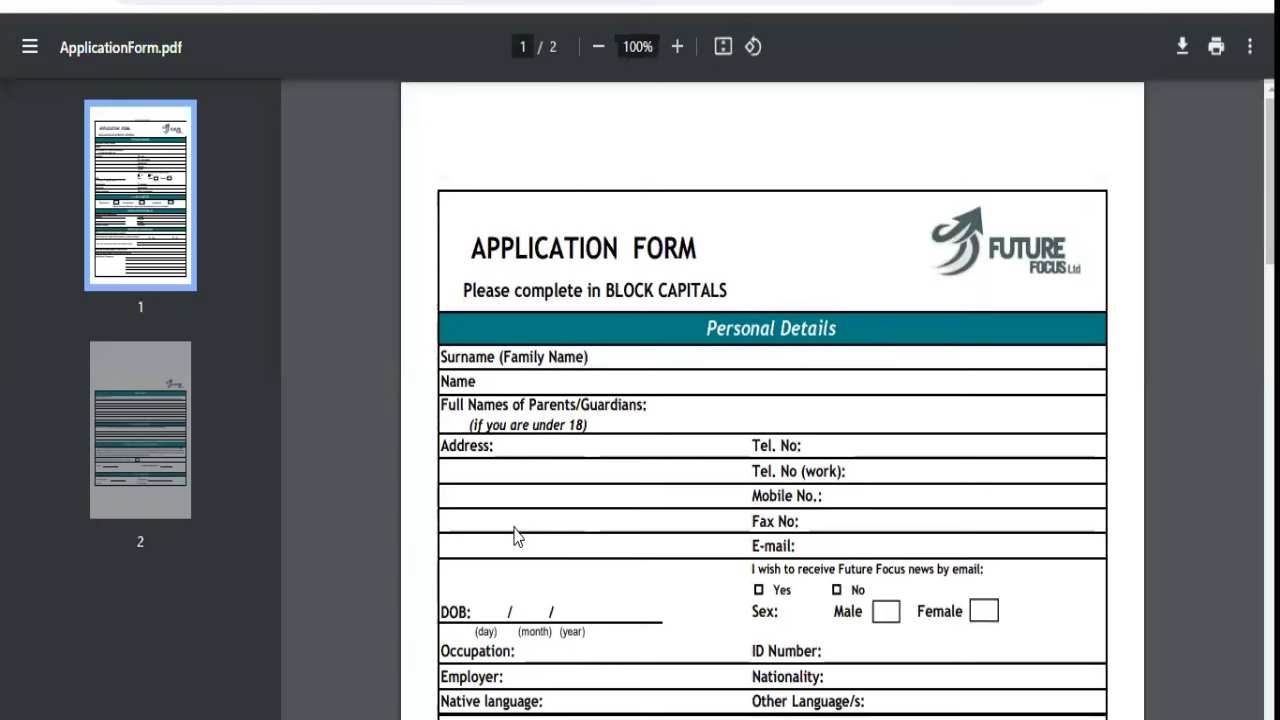 ApplicationForm.pdf
1 / 2
100%
APPLICATION FORM
FUTURE
FOCUS Ltd
Please complete in BLOCK CAPITALS
Personal Details
Surname (Family Name)
Name
Full Names of Parents/Guardians:
(if you are under 18)
Address: Tel. No:
Tel. No (work):
Mobile No.:
Fax No:
E-mail:
I wish to receive Future Focus news by email:
Yes No
DOB: / / Sex: Male Female
(day) (month) (year)
Occupation: ID Number:
Employer: Nationality:
Native language: Other Language/s:
1
2